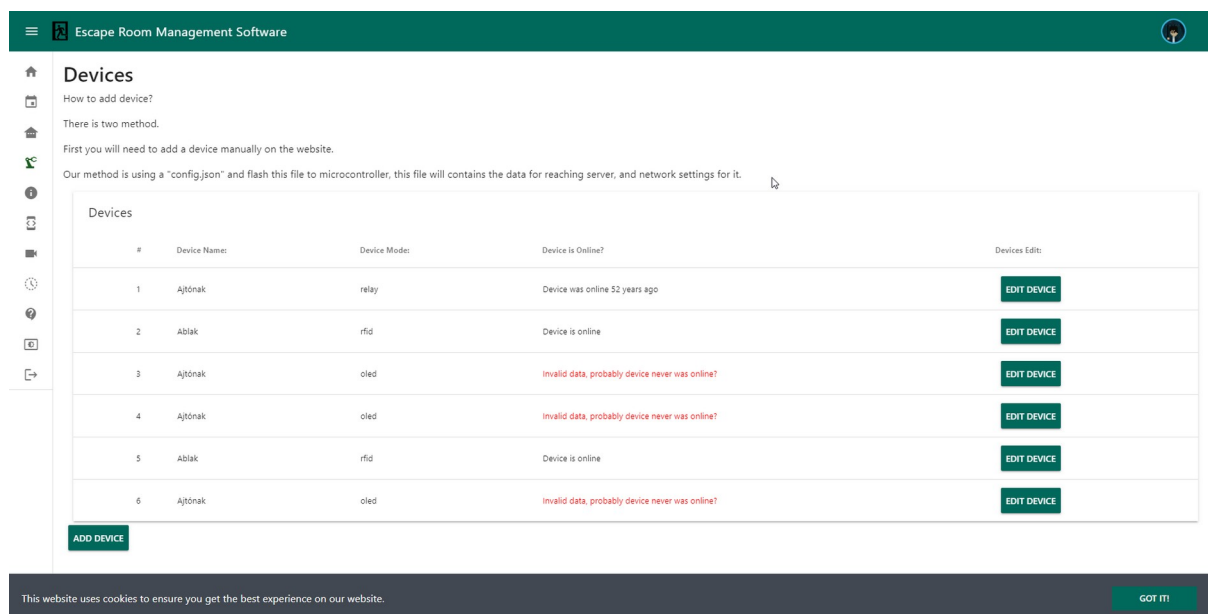 Escape Room Management Software
Devices
How to add device?
There is two method.
First you will need to add a device manually on the website.
Our method is using a "config.json" and flash this file to microcontroller, this file will contains the data for reaching server, and network settings for it.
Devices
# Device Name: Device Mode: Device is Online? Devices Edit:
1 Ajtónak relay Device was online 52 years ago EDIT DEVICE
2 Ablak rfid Device is online EDIT DEVICE
3 Ajtónak oled Invalid data, probably device never was online? EDIT DEVICE
4 Ajtónak oled Invalid data, probably device never was online? EDIT DEVICE
5 Ablak rfid Device is online EDIT DEVICE
6 Ajtónak oled Invalid data, probably device never was online? EDIT DEVICE
ADD DEVICE
This website uses cookies to ensure you get the best experience on our website. GOT IT!